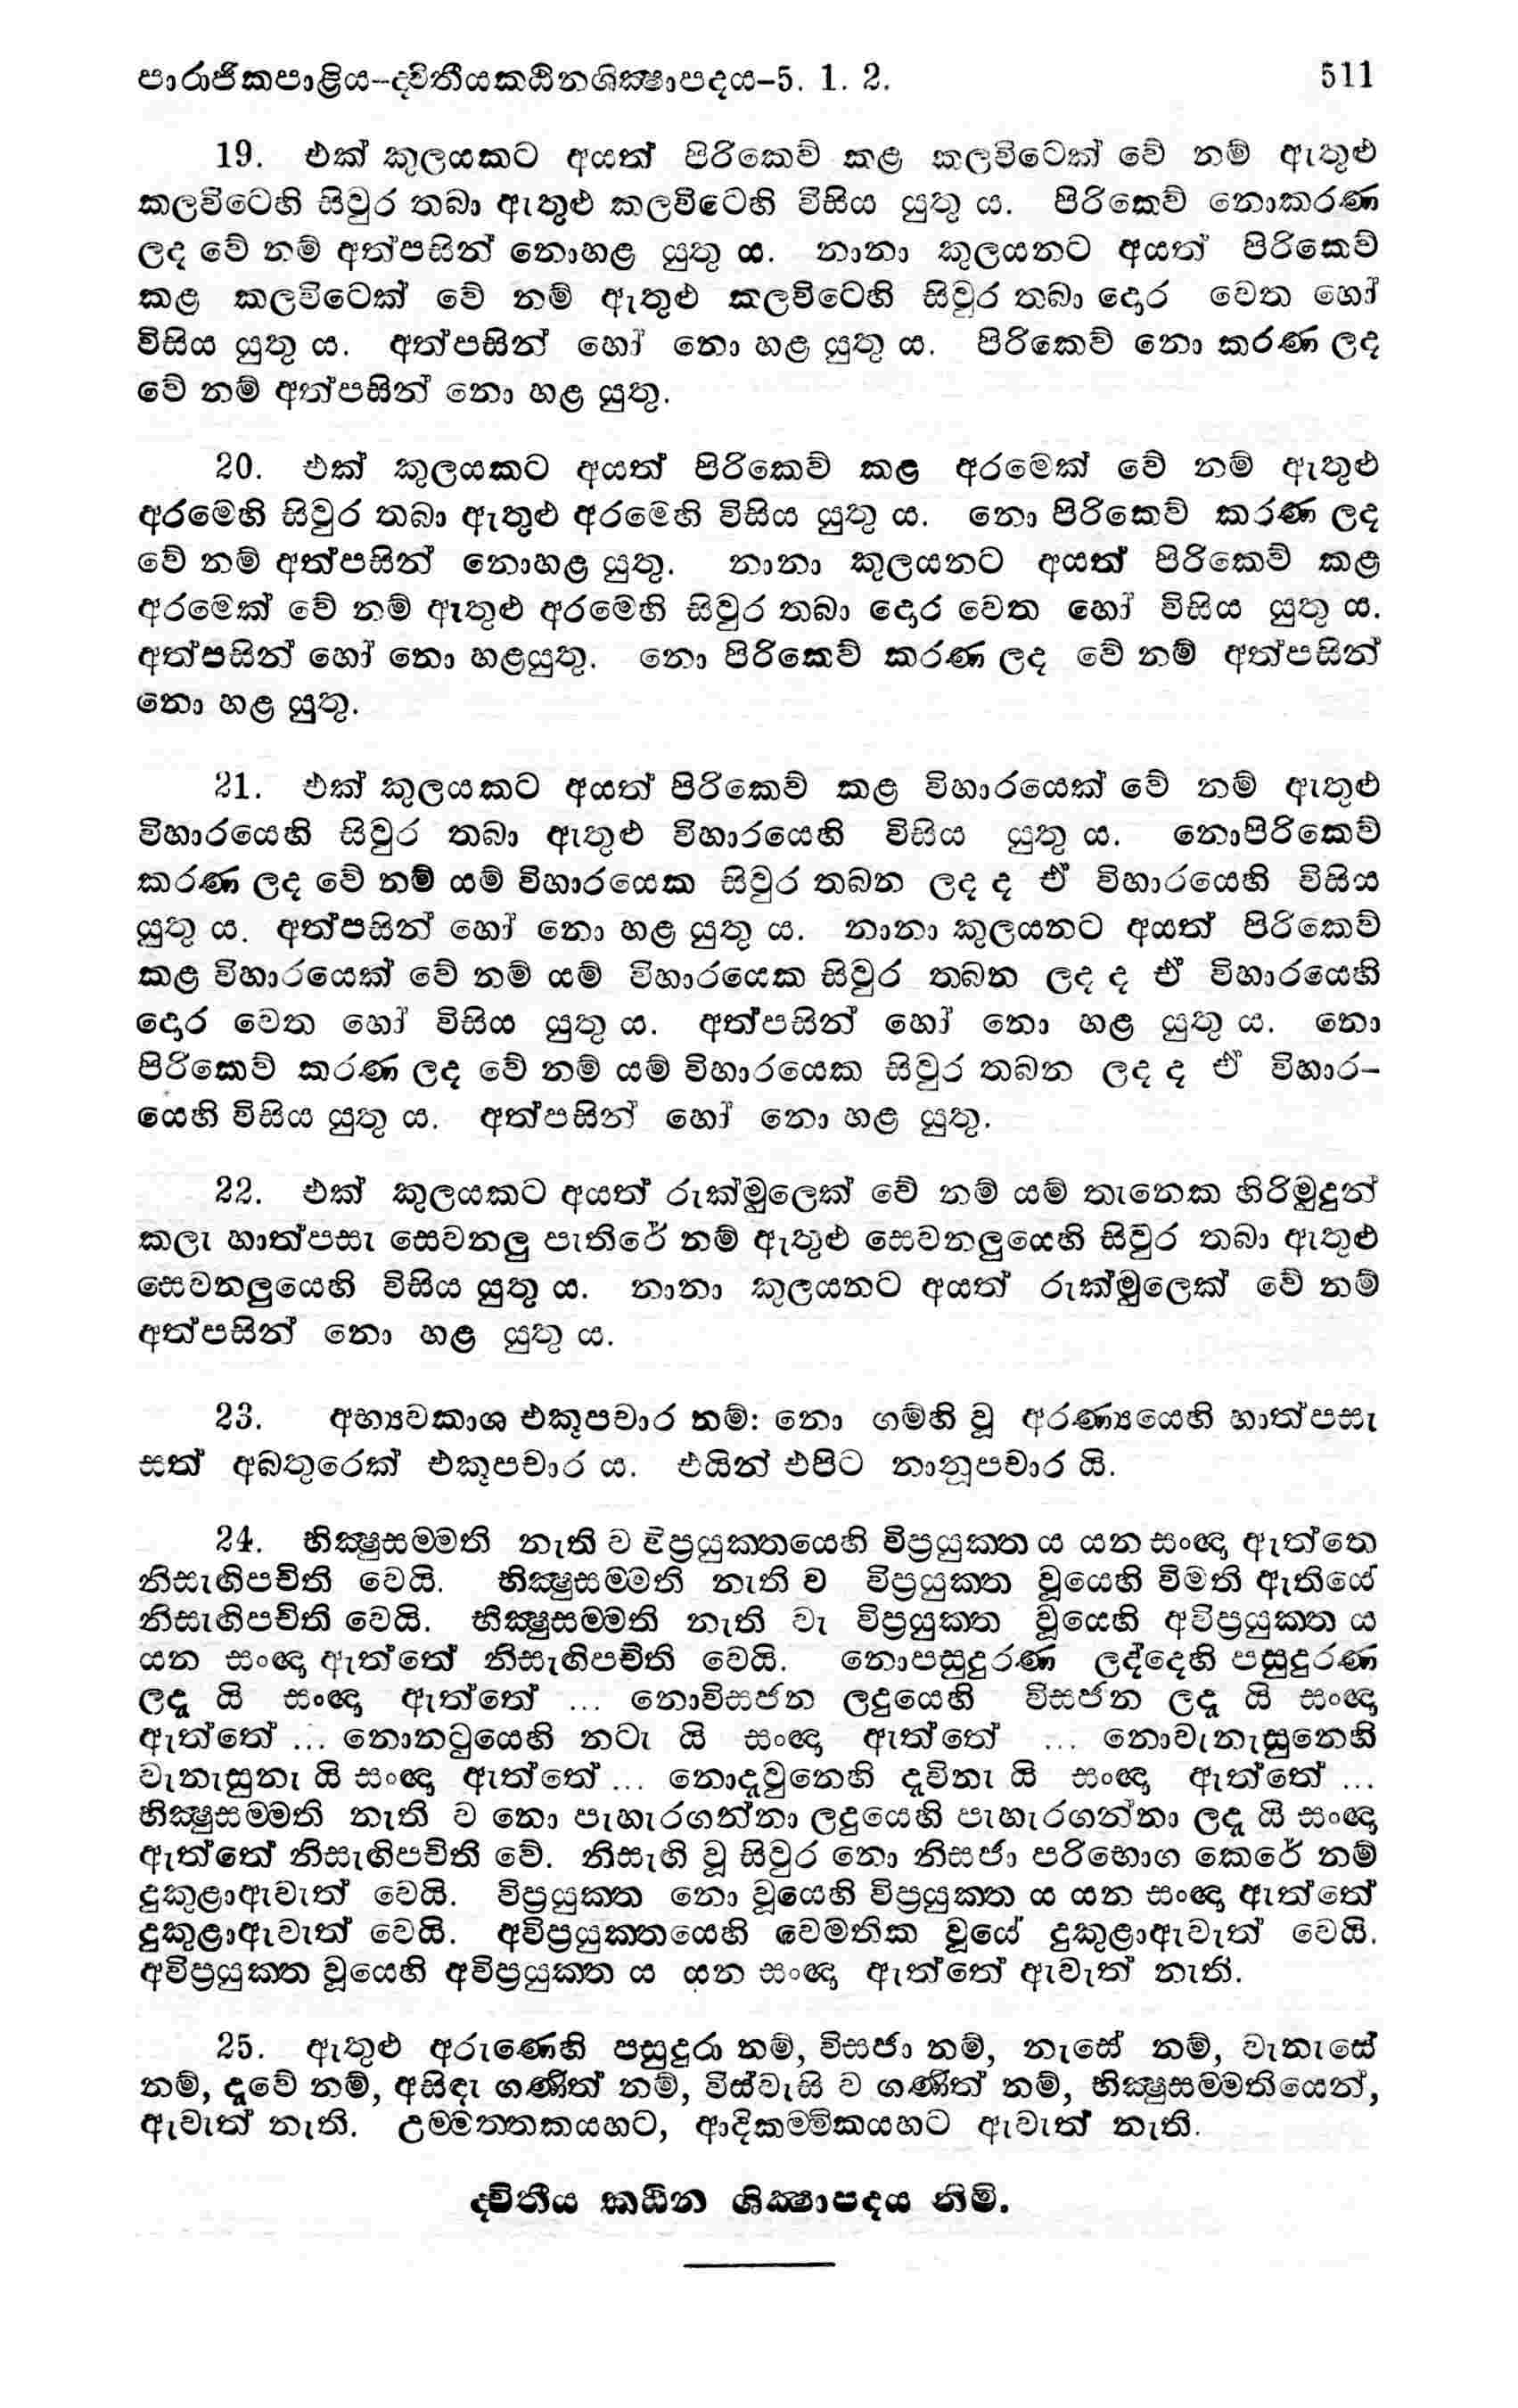 පාරාජිකපාළිය-ද්විතීයකඨිනශික්ෂාපදය-5. 1. 2. 511
19. එක් කුලයකට අයත් පිරිකෙව් කළ කලවිටෙක් වේ නම් ඇතුළු
කලවිටෙහි සිවුර තබා ඇතුළු කලවිටෙහි විසිය යුතු ය. පිරිකෙව් නොකරණ
ලද වේ නම් අත්පසින් නොහළ යුතු ය. නානා කුලයනට අයත් පිරිකෙව්
කළ කලවිටෙක් වේ නම් ඇතුළු කලවිටෙහි සිවුර තබා දොර වෙත හෝ
විසිය යුතු ය. අත්පසින් හෝ නො හළ යුතු ය. පිරිකෙව් නො කරණ ලද
වේ නම් අත්පසින් නො හළ යුතු.
20. එක් කුලයකට අයත් පිරිකෙව් කළ අරමෙක් වේ නම් ඇතුළු
අරමෙහි සිවුර තබා ඇතුළු අරමෙහි විසිය යුතු ය. නො පිරිකෙව් කරණ ලද
වේ නම් අත්පසින් නොහළ යුතු. නානා කුලයනට අයත් පිරිකෙව් කළ
අරමෙක් වේ නම් ඇතුළු අරමෙහි සිවුර තබා දොර වෙත හෝ විසිය යුතු ය.
අත්පසින් හෝ නො හළයුතු. නො පිරිකෙව් කරණ ලද වේ නම් අත්පසින්
නො හළ යුතු.
21. එක් කුලයකට අයත් පිරිකෙව් කළ විහාරයෙක් වේ නම් ඇතුළු
විහාරයෙහි සිවුර තබා ඇතුළු විහාරයෙහි විසිය යුතු ය. නොපිරිකෙව්
කරණ ලද වේ නම් යම් විහාරයෙක සිවුර තබන ලද ද ඒ විහාරයෙහි විසිය
යුතු ය. අත්පසින් හෝ නො හළ යුතු ය. නානා කුලයනට අයත් පිරිකෙව්
කළ විහාරයෙක් වේ නම් යම් විහාරයෙක සිවුර තබන ලද ද ඒ විහාරයෙහි
දොර වෙත හෝ විසිය යුතු ය. අත්පසින් හෝ නො හළ යුතු ය. නො
පිරිකෙව් කරණ ලද වේ නම් යම් විහාරයෙක සිවුර තබන ලද ද ඒ විහාර-
යෙහි විසිය යුතු ය. අත්පසින් හෝ නො හළ යුතු.
22. එක් කුලයකට අයත් රුක්මුලෙක් වේ නම් යම් තැනෙක හිරිමුදුන්
කලැ හාත්පසැ සෙවනලු පැතිරේ නම් ඇතුළු සෙවනලුයෙහි සිවුර තබා ඇතුළු
සෙවනලුයෙහි විසිය යුතු ය. නානා කුලයනට අයත් රුක්මුලෙක් වේ නම්
අත්පසින් නො හළ යුතු ය.
23. අභ්‍යවකාශ එකූපචාර නම්: නො ගම්හි වූ අරණ්‍යයෙහි හාත්පසැ
සත් අබතුරෙක් එකූපචාර ය. එයින් එපිට නානූපචාර යි.
24. භික්ෂුසම්මති නැති ව විප්‍රයුක්තයෙහි විප්‍රයුක්ත ය යන සංඥා ඇත්තෙ
නිසැඟිපචිති වෙයි. භික්ෂුසම්මති නැති ව විප්‍රයුක්ත වූයෙහි විමති ඇතියේ
නිසැඟිපචිති වෙයි. භික්ෂුසම්මති නැති වැ විප්‍රයුක්ත වූයෙහි අවිප්‍රයුක්ත ය
යන සංඥා ඇත්තේ නිසැඟිපචිති වෙයි. නොපසුදුරණ ලද්දෙහි පසුදුරණ
ලදැ යි සංඥා ඇත්තේ ... නොවිසර්ජන ලදුයෙහි විසර්ජන ලදැ යි සංඥා
ඇත්තේ ... නොනටුයෙහි නටැ යි සංඥා ඇත්තේ ... නොවැනැසුනෙහි
වැනැසුනැ යි සංඥා ඇත්තේ ... නොදැවුනෙහි දැවිනැ යි සංඥා ඇත්තේ ...
භික්ෂුසම්මති නැති ව නො පැහැරගන්නා ලදුයෙහි පැහැරගන්නා ලදැ යි සංඥා
ඇත්තේ නිසැඟිපචිති වේ. නිසැඟි වූ සිවුර නො නිසජා පරිභොග කෙරේ නම්
දුකුළාඇවැත් වෙයි. විප්‍රයුක්ත නො වූයෙහි විප්‍රයුක්ත ය යන සංඥා ඇත්තේ
දුකුළාඇවැත් වෙයි. අවිප්‍රයුක්තයෙහි වෙමතික වූයේ දුකුළාඇවැත් වෙයි.
අවිප්‍රයුක්ත වූයෙහි අවිප්‍රයුක්ත ය යන සංඥා ඇත්තේ ඇවැත් නැති.
25. ඇතුළු අරුණෙහි පසුදුරා නම්, විසර්ජා නම්, නැසේ නම්, වැනැසේ
නම්, දැවේ නම්, අසිඳැ ගණිත් නම්, විස්වැසි ව ගණිත් නම්, භික්ෂුසම්මතියෙන්,
ඇවැත් නැති. උම්මත්තකයහට, ආදිකම්මිකයහට ඇවැත් නැති.
ද්විතීය කඨින ශික්ෂාපදය නිමි.